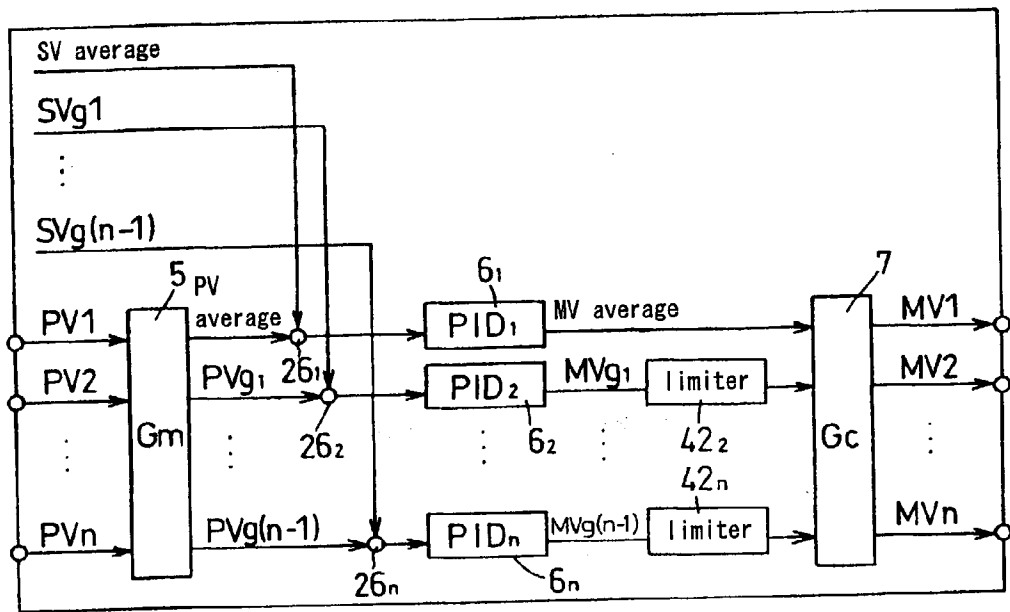 SV average
SVg1
⋮
SVg(n-1)
5 PV average
6₁
7
PV1
PID₁
MV average
MV1
26₁
PV2
PVg₁
PID₂
MVg₁
limiter
MV2
Gm
⋮
26₂
6₂
42₂
Gc
⋮
42ₙ
PVn
PVg(n-1)
PIDₙ
MVg(n-1)
limiter
MVn
26ₙ
6ₙ